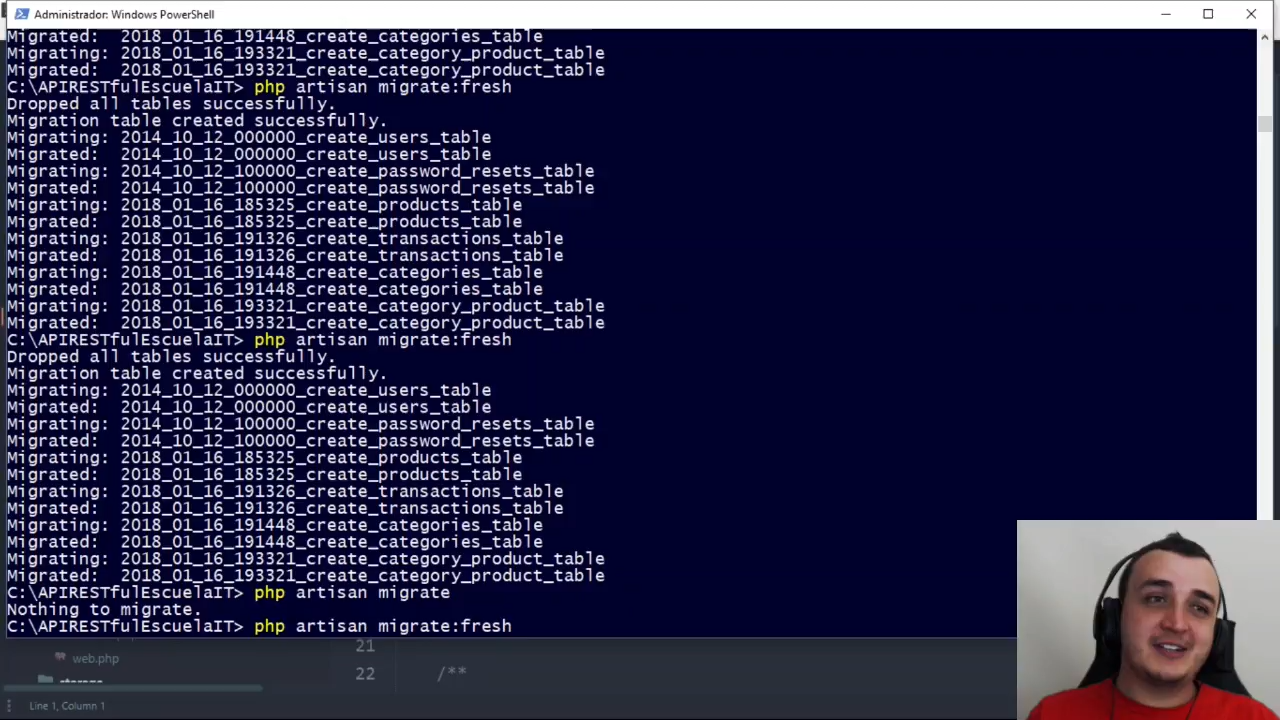 Administrador: Windows PowerShell
Migrated:  2018_01_16_191448_create_categories_table
Migrating: 2018_01_16_193321_create_category_product_table
Migrated:  2018_01_16_193321_create_category_product_table
C:\APIRESTfulEscuelaIT> php artisan migrate:fresh
Dropped all tables successfully.
Migration table created successfully.
Migrating: 2014_10_12_000000_create_users_table
Migrated:  2014_10_12_000000_create_users_table
Migrating: 2014_10_12_100000_create_password_resets_table
Migrated:  2014_10_12_100000_create_password_resets_table
Migrating: 2018_01_16_185325_create_products_table
Migrated:  2018_01_16_185325_create_products_table
Migrating: 2018_01_16_191326_create_transactions_table
Migrated:  2018_01_16_191326_create_transactions_table
Migrating: 2018_01_16_191448_create_categories_table
Migrated:  2018_01_16_191448_create_categories_table
Migrating: 2018_01_16_193321_create_category_product_table
Migrated:  2018_01_16_193321_create_category_product_table
C:\APIRESTfulEscuelaIT> php artisan migrate:fresh
Dropped all tables successfully.
Migration table created successfully.
Migrating: 2014_10_12_000000_create_users_table
Migrated:  2014_10_12_000000_create_users_table
Migrating: 2014_10_12_100000_create_password_resets_table
Migrated:  2014_10_12_100000_create_password_resets_table
Migrating: 2018_01_16_185325_create_products_table
Migrated:  2018_01_16_185325_create_products_table
Migrating: 2018_01_16_191326_create_transactions_table
Migrated:  2018_01_16_191326_create_transactions_table
Migrating: 2018_01_16_191448_create_categories_table
Migrated:  2018_01_16_191448_create_categories_table
Migrating: 2018_01_16_193321_create_category_product_table
Migrated:  2018_01_16_193321_create_category_product_table
C:\APIRESTfulEscuelaIT> php artisan migrate
Nothing to migrate.
C:\APIRESTfulEscuelaIT> php artisan migrate:fresh
21
web.php
22 /**
Line 1, Column 1